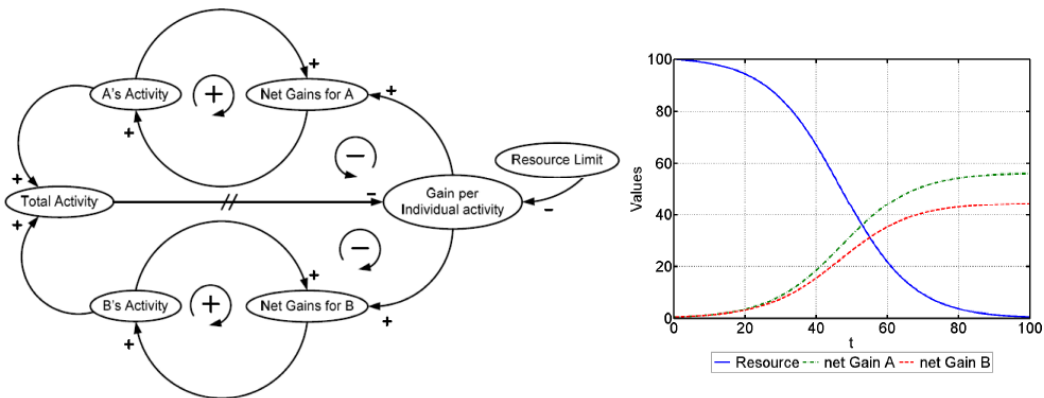 A's Activity
+
Net Gains for A
+
+
+
+
−
Resource Limit
Total Activity
+
//
−
Gain per
Individual activity
−
+
−
B's Activity
+
Net Gains for B
+
+
+
100
80
60
40
20
0
Values
0 20 40 60 80 100
t
Resource net Gain A net Gain B